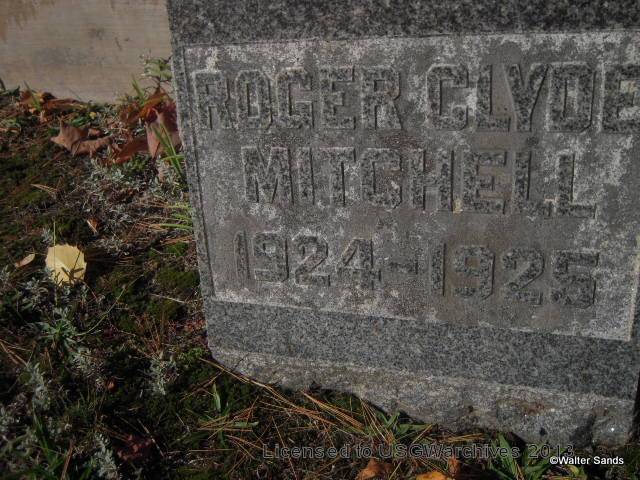 ROGER CLYDE
MITCHELL
1924-1925
Licensed to USGWarchives 2013
©Walter Sands